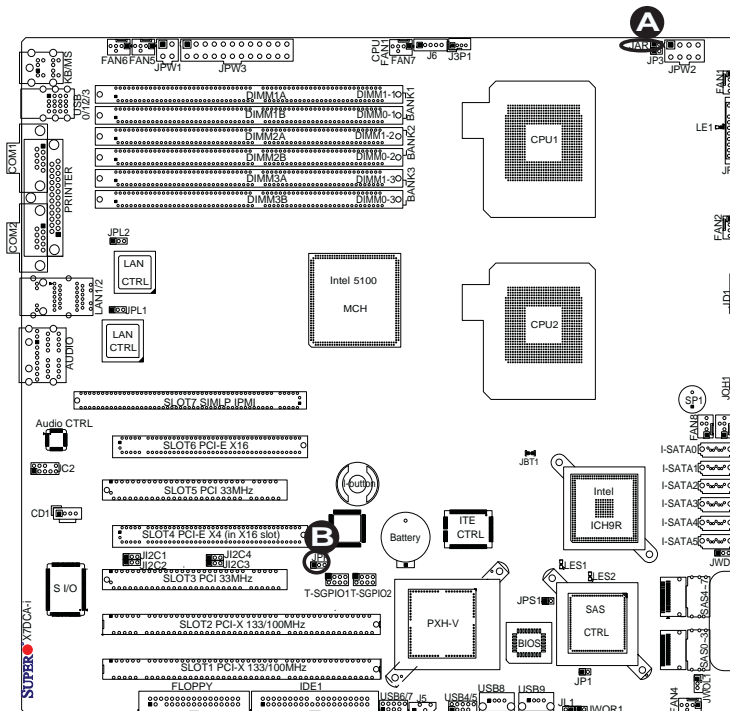 A
FAN6
FAN5
JPW1
JPW3
CPU
FAN1
FAN7
J6
J3P1
JAR
JP3
JPW2
KB/MS
USB
0/1/2/3
DIMM1A
DIMM1-1
BANK1
DIMM1B
DIMM0-1
DIMM2A
DIMM1-2
BANK2
DIMM2B
DIMM0-2
DIMM3A
DIMM1-3
BANK3
DIMM3B
DIMM0-3
CPU1
FAN1
LE1
COM1
PRINTER
COM2
JPL2
LAN
CTRL
FAN2
LAN1/2
Intel 5100
MCH
CPU2
JPL1
LAN
CTRL
AUDIO
JD1
JOH1
SLOT7 SIMLP IPMI
SP1
Audio CTRL
FAN8
SLOT6 PCI-E X16
I-SATA0
JBT1
JC2
I-SATA1
SLOT5 PCI 33MHz
I-button
Intel
ICH9R
I-SATA2
CD1
I-SATA3
SLOT4 PCI-E X4 (in X16 slot)
B
Battery
ITE
CTRL
I-SATA4
I-SATA5
JI2C1
JI2C2
JI2C4
JI2C3
JWD
SLOT3 PCI 33MHz
LES1
LES2
T-SGPIO1
T-SGPIO2
S I/O
SAS4~7
SLOT2 PCI-X 133/100MHz
PXH-V
JPS1
SAS
CTRL
BIOS
SUPER X7DCA-i
SAS0~3
SLOT1 PCI-X 133/100MHz
JP1
JWOL1
FLOPPY
IDE1
USB6/7
J5
USB4/5
USB8
USB9
JL1
JWOR1
FAN4